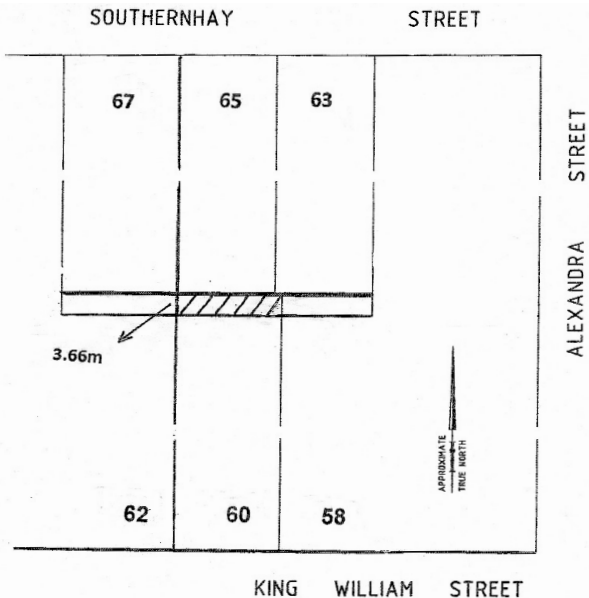 SOUTHERNHAY STREET
67 65 63
ALEXANDRA STREET
3.66m
APPROXIMATE
TRUE NORTH
62 60 58
KING WILLIAM STREET